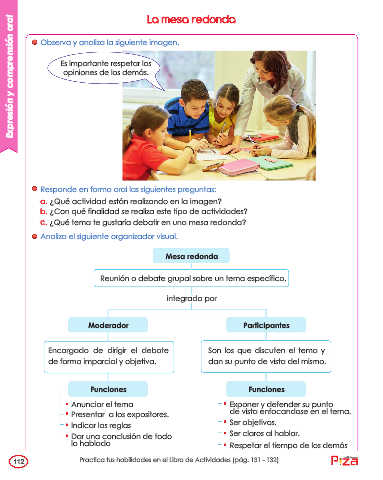 La mesa redonda
Expresión y comprensión oral
Observa y analiza la siguiente imagen.
Es importante respetar las
opiniones de los demás.
Responde en forma oral las siguientes preguntas:
a. ¿Qué actividad están realizando en la imagen?
b. ¿Con qué finalidad se realiza este tipo de actividades?
c. ¿Qué tema te gustaría debatir en una mesa redonda?
Analiza el siguiente organizador visual.
Mesa redonda
Reunión o debate grupal sobre un tema específico.
integrada por
Moderador
Participantes
Encargado de dirigir el debate
de forma imparcial y objetiva.
Son los que discuten el tema y
dan su punto de vista del mismo.
Funciones
Funciones
Anunciar el tema
Presentar a los expositores.
Indicar las reglas
Dar una conclusión de todo
lo hablado
Exponer y defender su punto
de vista enfocandose en el tema.
Ser objetivos.
Ser claros al hablar.
Respetar el tiempo de los demás
112
Practica tus habilidades en el Libro de Actividades (pág. 131 - 132)